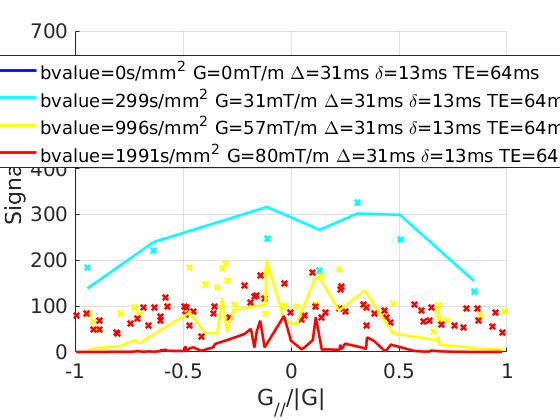 700
bvalue=0s/mm² G=0mT/m Δ=31ms δ=13ms TE=64ms
bvalue=299s/mm² G=31mT/m Δ=31ms δ=13ms TE=64m
bvalue=996s/mm² G=57mT/m Δ=31ms δ=13ms TE=64m
bvalue=1991s/mm² G=80mT/m Δ=31ms δ=13ms TE=64
400
Signa
300
200
100
0
-1 -0.5 0 0.5 1
G_{//}/|G|